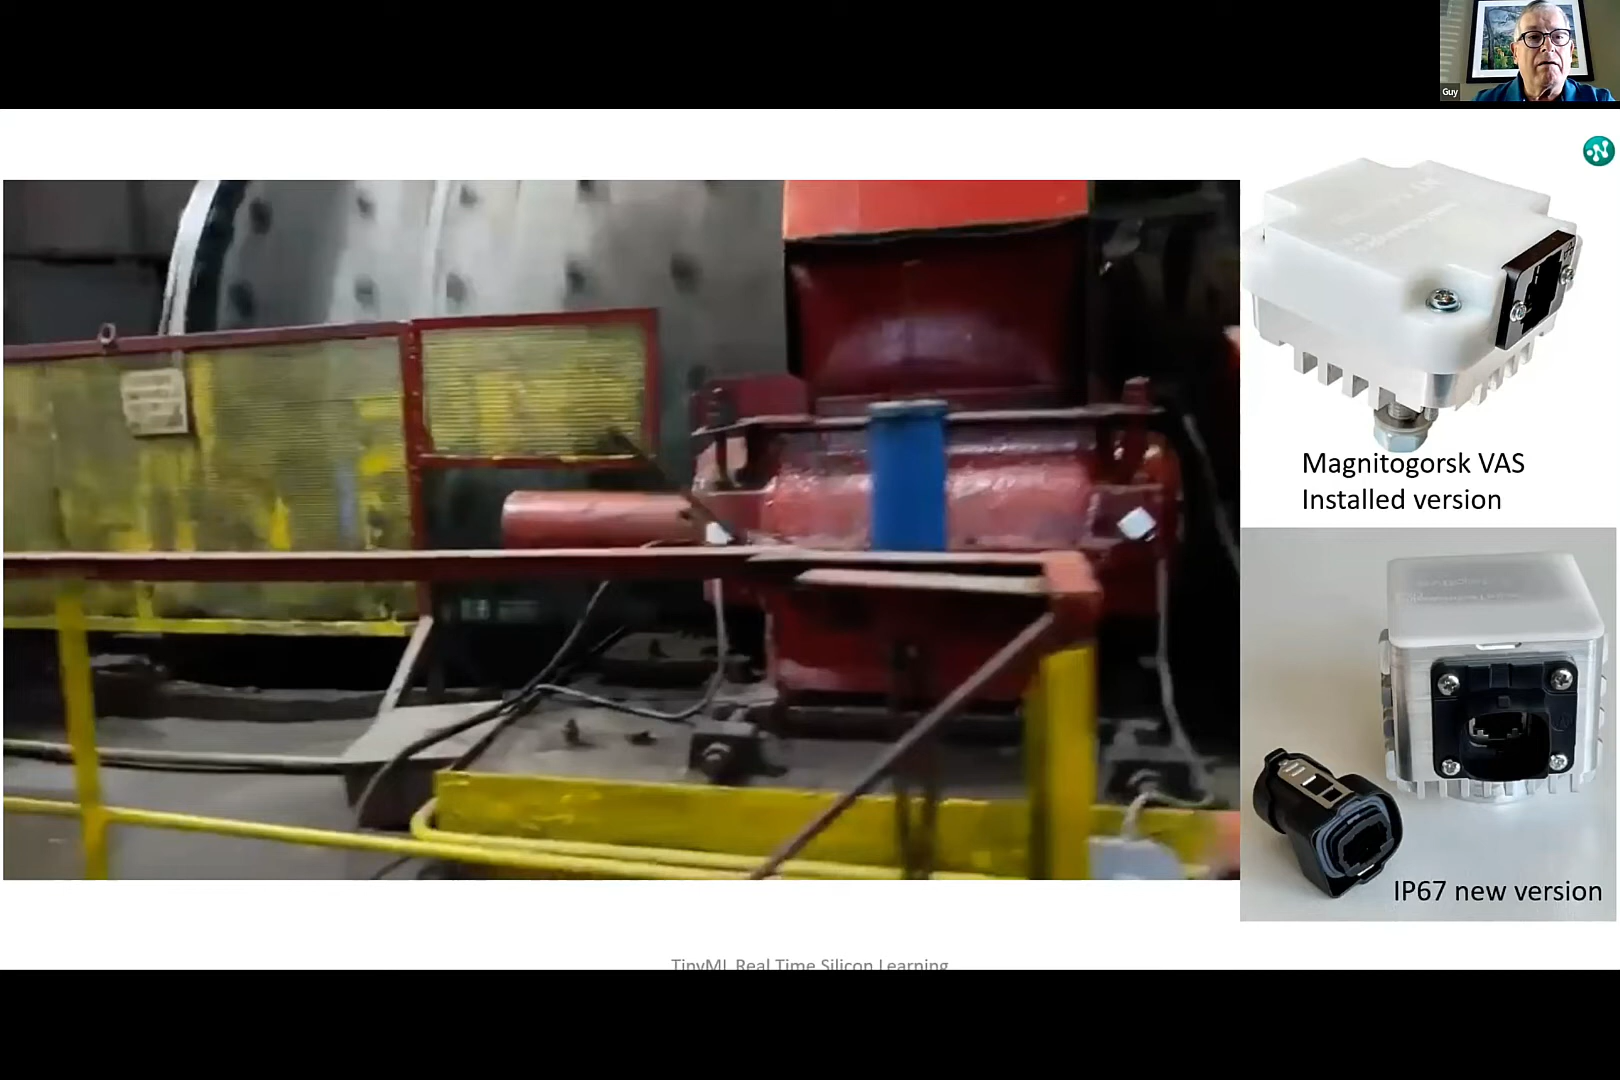 Guy
Magnitogorsk VAS
Installed version
IP67 new version
TinyML Real Time Silicon Learning